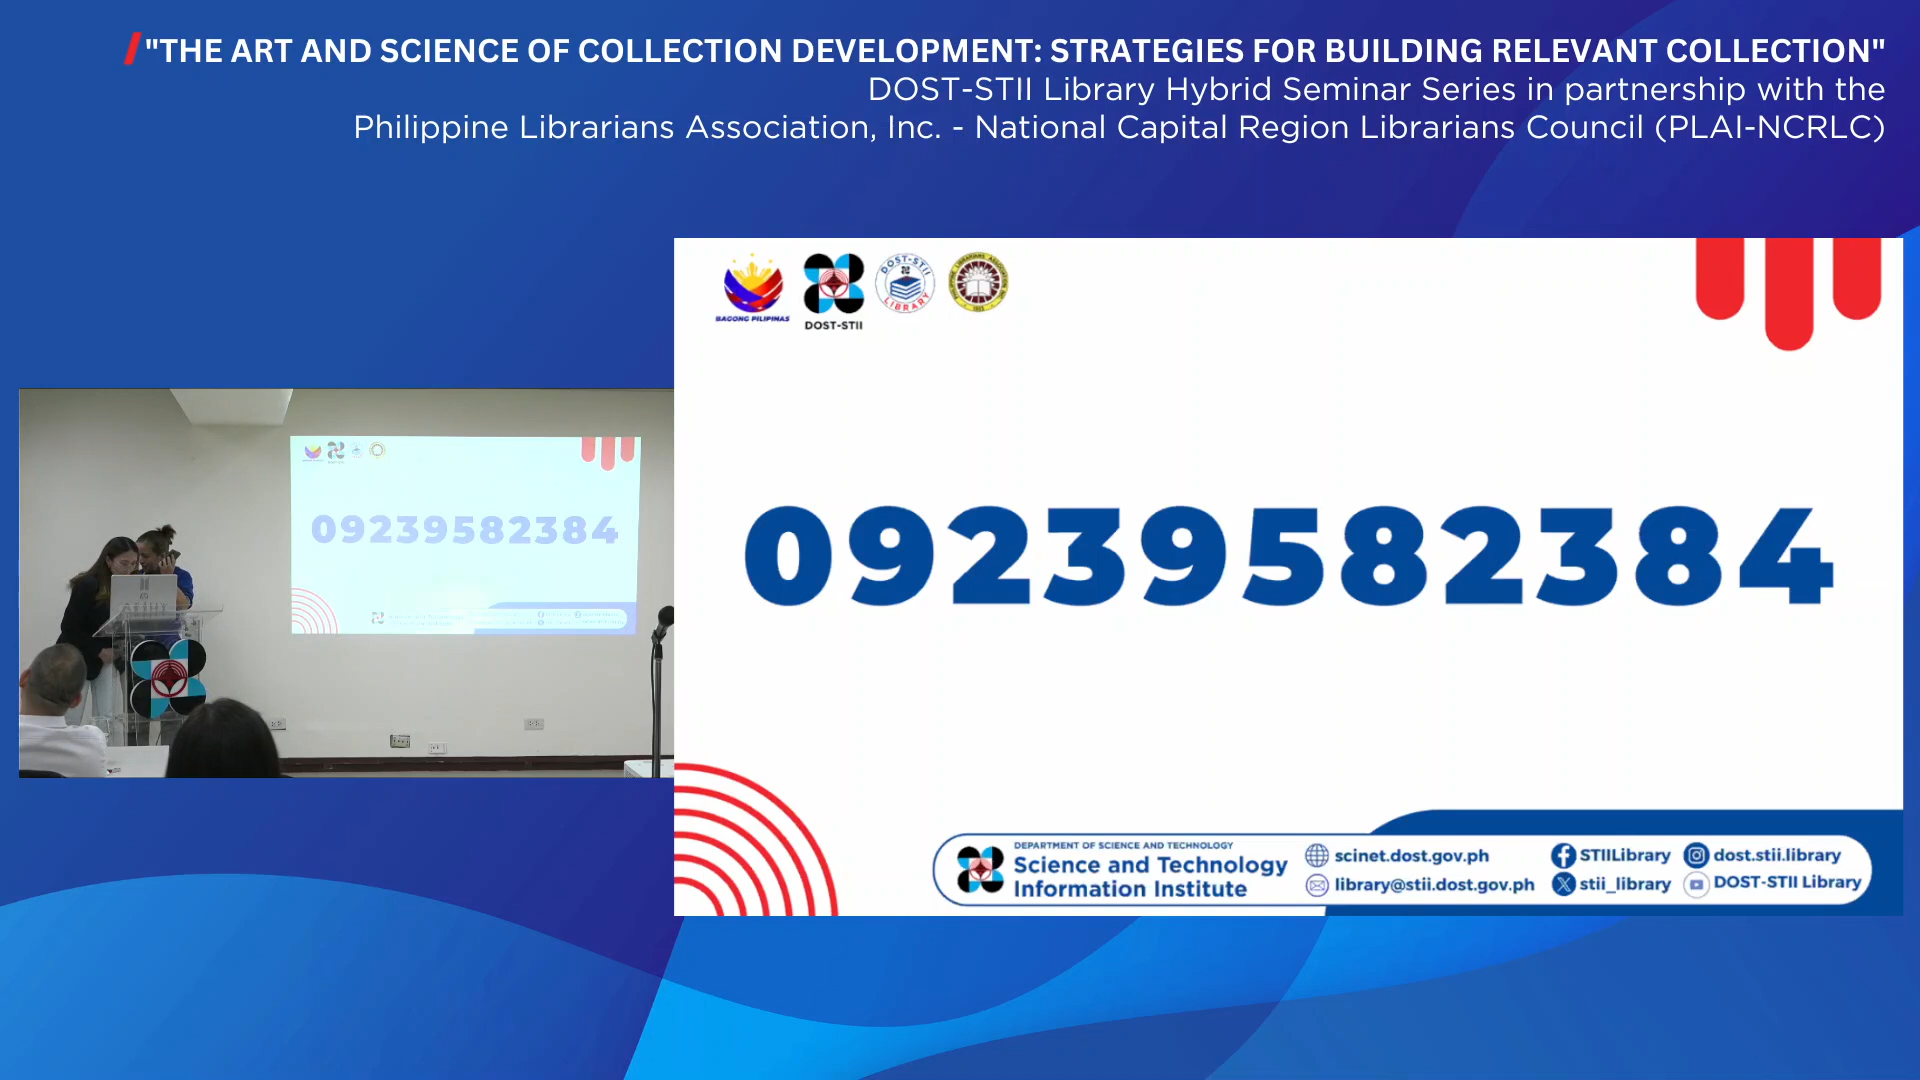 "THE ART AND SCIENCE OF COLLECTION DEVELOPMENT: STRATEGIES FOR BUILDING RELEVANT COLLECTION"
DOST-STII Library Hybrid Seminar Series in partnership with the
Philippine Librarians Association, Inc. - National Capital Region Librarians Council (PLAI-NCRLC)
BAGONG PILIPINAS
DOST-STII
DOST-STII
LIBRARY
09239582384
09239582384
DEPARTMENT OF SCIENCE AND TECHNOLOGY
Science and Technology
Information Institute
scinet.dost.gov.ph
library@stii.dost.gov.ph
STIILibrary
stii_library
dost.stii.library
DOST-STII Library